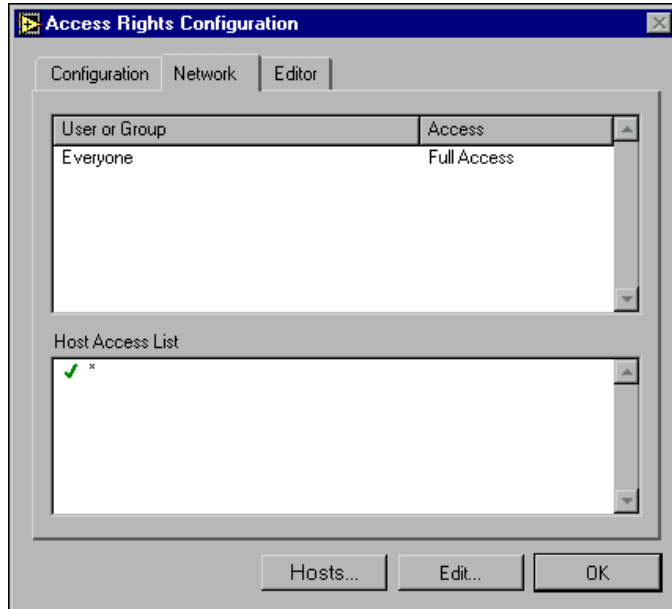 Access Rights Configuration
Configuration Network Editor
User or Group Access
Everyone Full Access
Host Access List
*
Hosts... Edit... OK